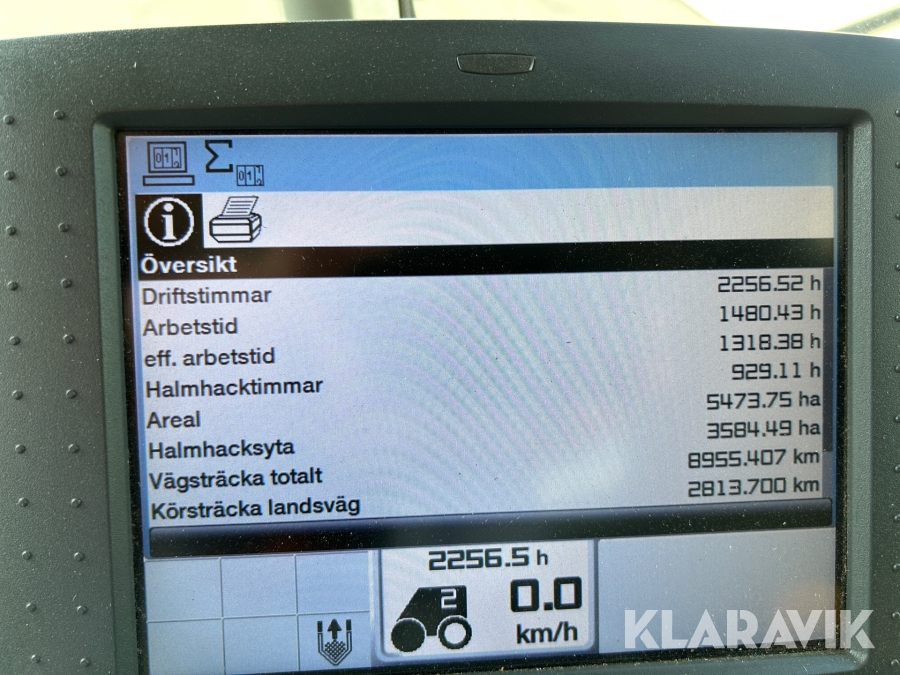 Översikt
Driftstimmar 2256.52 h
Arbetstid 1480.43 h
eff. arbetstid 1318.38 h
Halmhacktimmar 929.11 h
Areal 5473.75 ha
Halmhacksyta 3584.49 ha
Vägsträcka totalt 8955.407 km
Körsträcka landsväg 2813.700 km
2256.5 h
2
0.0
km/h
KLARAVIK